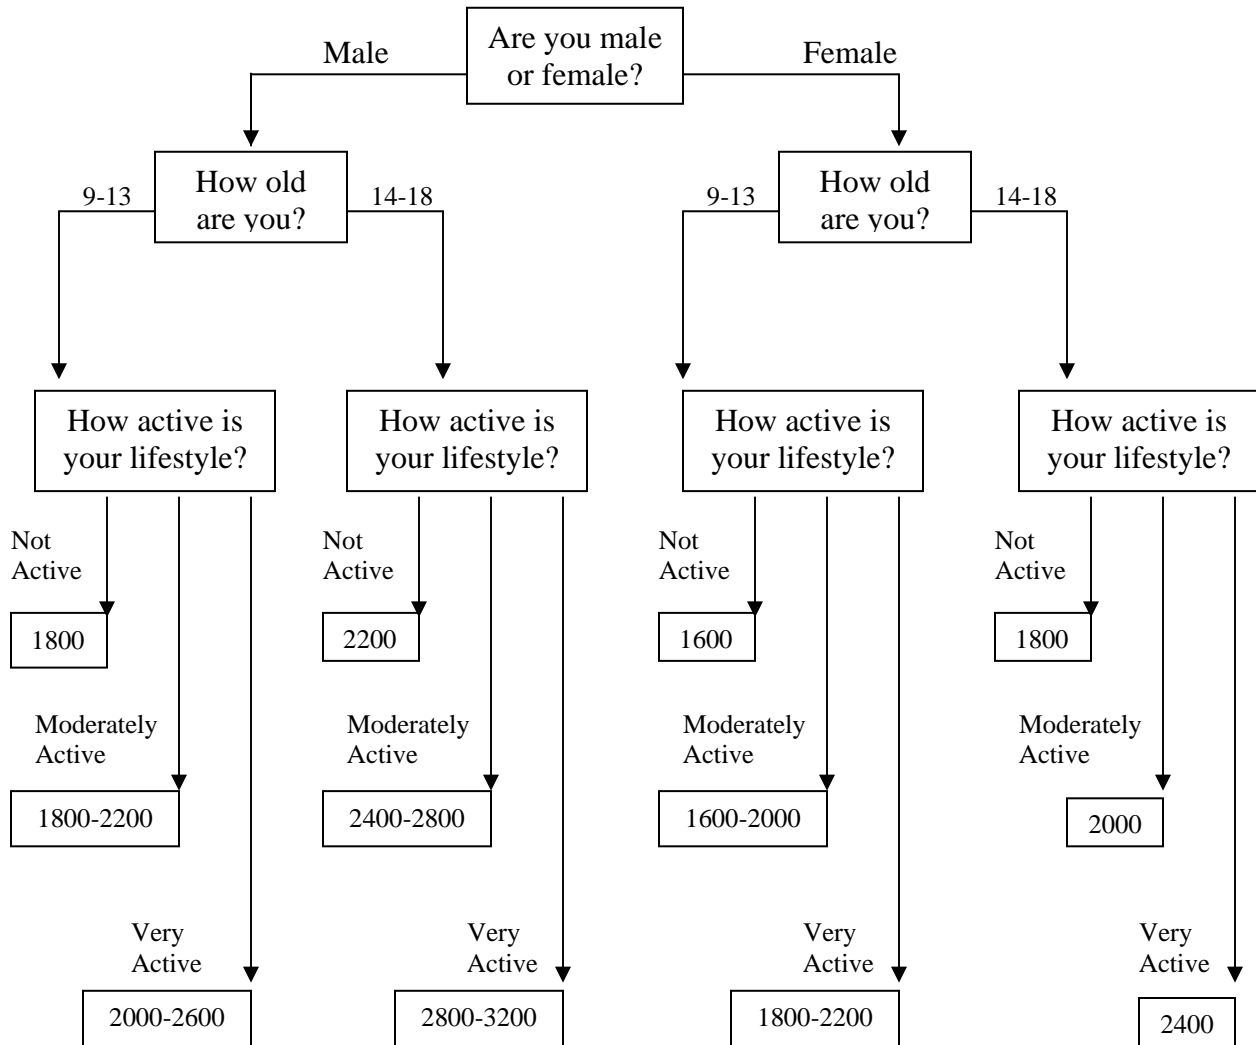 Are you male
or female?
Male
Female
How old
are you?
9-13
14-18
How old
are you?
9-13
14-18
How active is
your lifestyle?
How active is
your lifestyle?
How active is
your lifestyle?
How active is
your lifestyle?
Not
Active
Not
Active
Not
Active
Not
Active
1800
2200
1600
1800
Moderately
Active
Moderately
Active
Moderately
Active
Moderately
Active
1800-2200
2400-2800
1600-2000
2000
Very
Active
Very
Active
Very
Active
Very
Active
2000-2600
2800-3200
1800-2200
2400